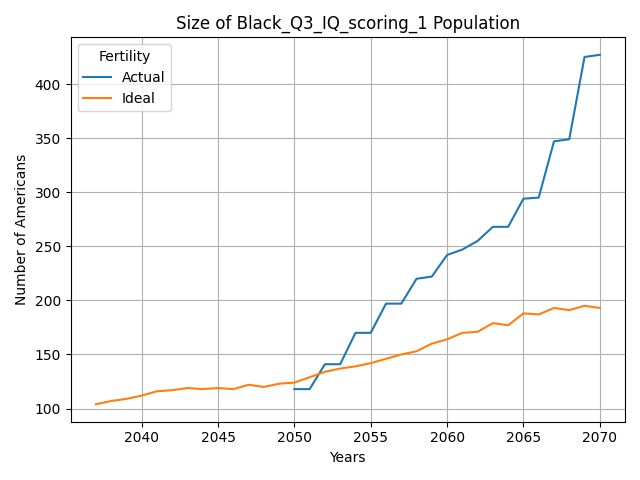 Size of Black_Q3_IQ_scoring_1 Population
Fertility
Actual
Ideal
Number of Americans
400
350
300
250
200
150
100
2040 2045 2050 2055 2060 2065 2070
Years